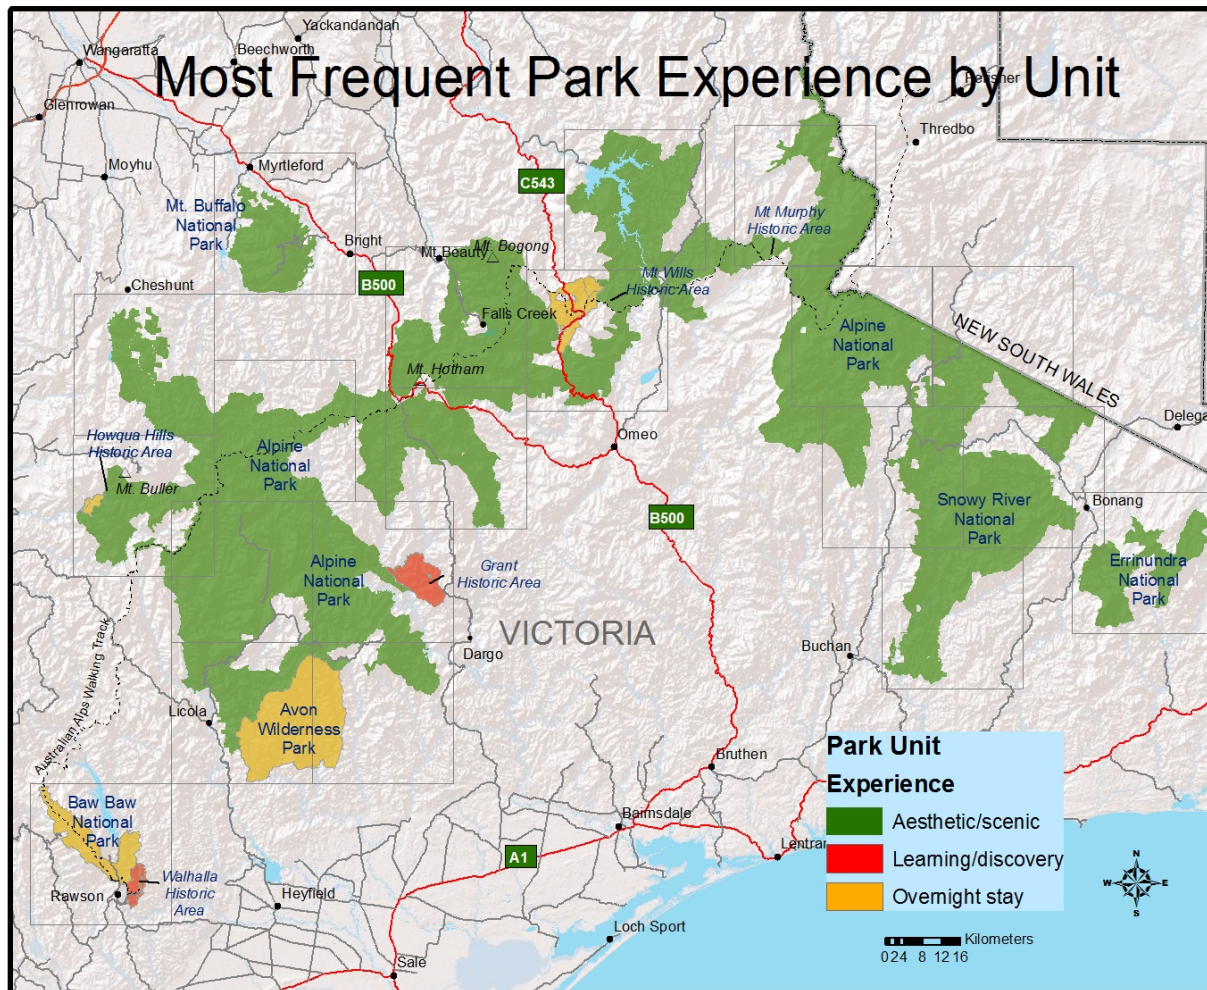 Most Frequent Park Experience by Unit
Yackandandah
Wangaratta
Beechworth
Perisher
Glenrowan
Thredbo
Moyhu
Myrtleford
C543
Mt. Buffalo
National
Park
Mt Murphy
Historic Area
Bright
Mt Beauty
Mt. Bogong
B500
Cheshunt
Mt Wills
Historic Area
Falls Creek
Alpine
National
Park
NEW SOUTH WALES
Mt. Hotham
Delega
Howqua Hills
Historic Area
Omeo
Alpine
National
Park
Mt. Buller
Snowy River
National
Park
Bonang
B500
Alpine
National
Park
Grant
Historic Area
Errinundra
National
Park
VICTORIA
Dargo
Buchan
Australian Alps Walking Track
Licola
Avon
Wilderness
Park
Bruthen
Park Unit
Experience
Aesthetic/scenic
Learning/discovery
Overnight stay
Baw Baw
National
Park
Bairnsdale
Lentran
A1
Walhalla
Historic
Area
Rawson
Heyfield
Loch Sport
Sale
N
W E
S
Kilometers
0 2 4 8 12 16